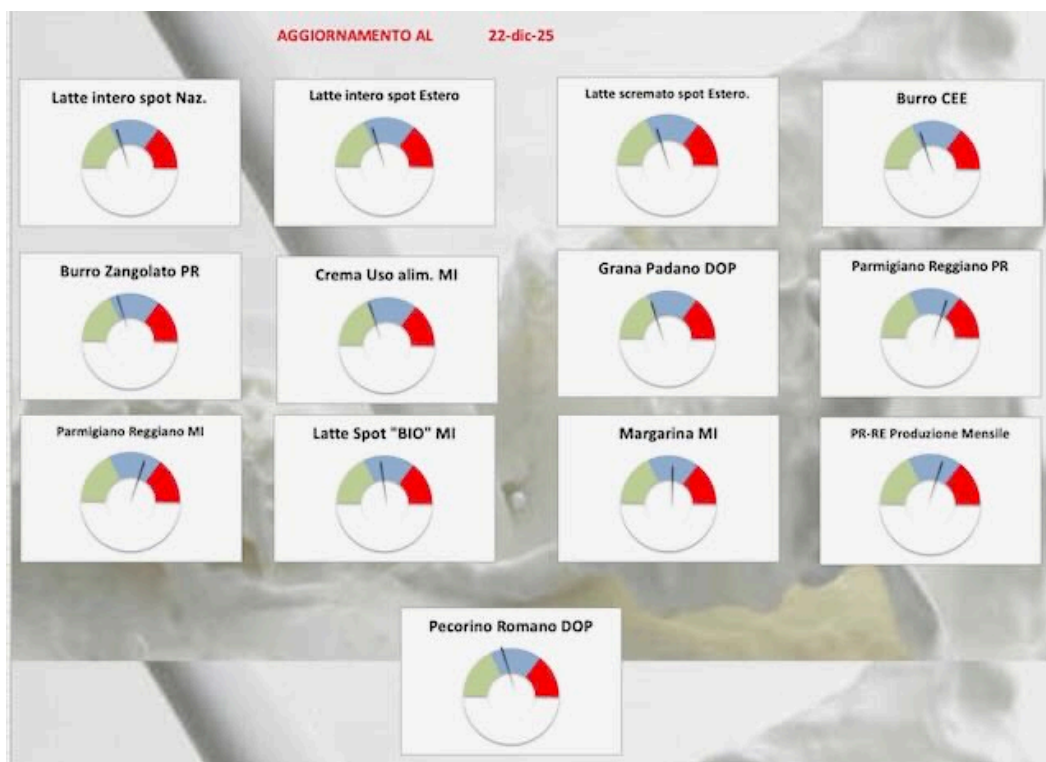 AGGIORNAMENTO AL 22-dic-25
Latte intero spot Naz.
Latte intero spot Estero
Latte scremato spot Estero.
Burro CEE
Burro Zangolato PR
Crema Uso alim. MI
Grana Padano DOP
Parmigiano Reggiano PR
Parmigiano Reggiano MI
Latte Spot "BIO" MI
Margarina MI
PR-RE Produzione Mensile
Pecorino Romano DOP